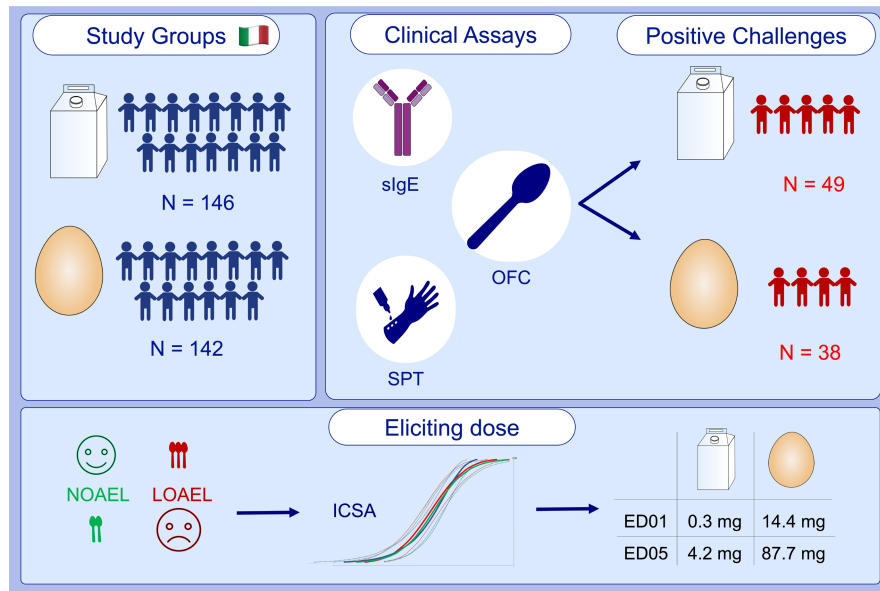 Study Groups
Clinical Assays
Positive Challenges
N = 146
N = 142
sIgE
OFC
SPT
N = 49
N = 38
Eliciting dose
NOAEL LOAEL
ICSA
ED01 0.3 mg 14.4 mg
ED05 4.2 mg 87.7 mg